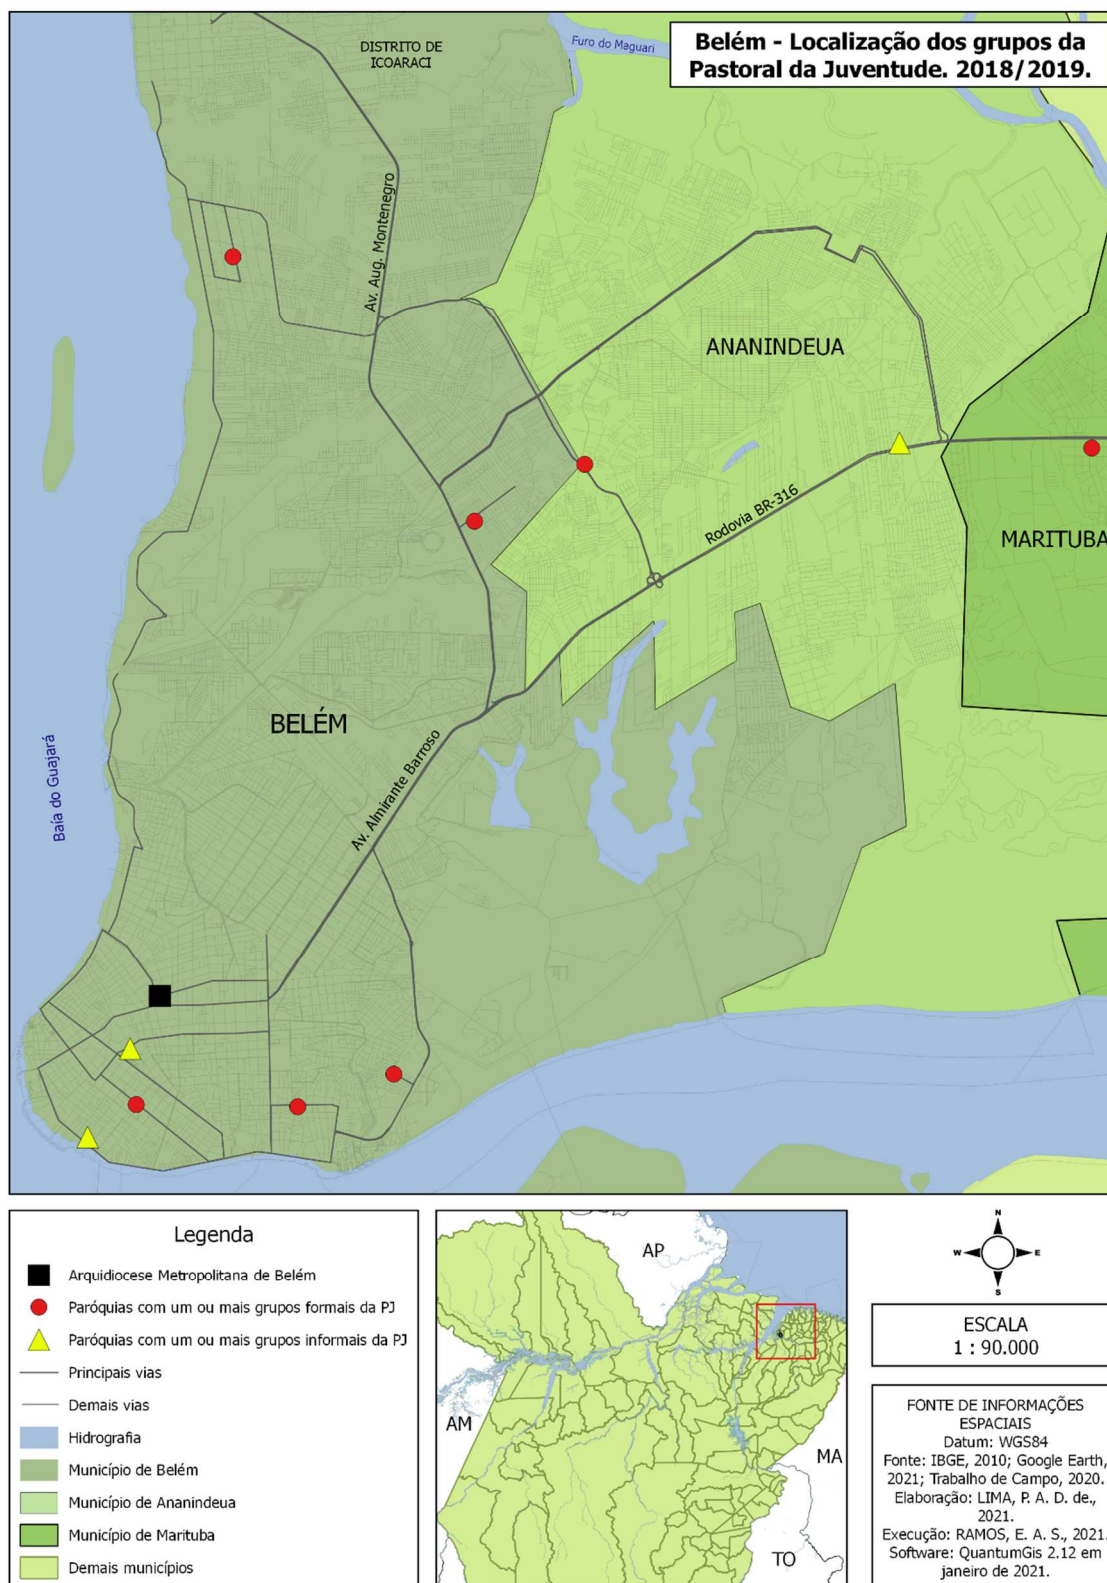 Belém - Localização dos grupos da
Pastoral da Juventude. 2018/2019.
DISTRITO DE
ICOARACI
Furo do Maguari
Av. Aug. Montenegro
ANANINDEUA
Rodovia BR-316
MARITUBA
BELÉM
Av. Almirante Barroso
Baía do Guajará
Legenda
Arquidiocese Metropolitana de Belém
Paróquias com um ou mais grupos formais da PJ
Paróquias com um ou mais grupos informais da PJ
Principais vias
Demais vias
Hidrografia
Município de Belém
Município de Ananindeua
Município de Marituba
Demais municípios
AP
AM
MA
TO
N
W
E
S
ESCALA
1 : 90.000
FONTE DE INFORMAÇÕES
ESPACIAIS
Datum: WGS84
Fonte: IBGE, 2010; Google Earth,
2021; Trabalho de Campo, 2020.
Elaboração: LIMA, P. A. D. de.,
2021.
Execução: RAMOS, E. A. S., 2021.
Software: QuantumGis 2.12 em
janeiro de 2021.